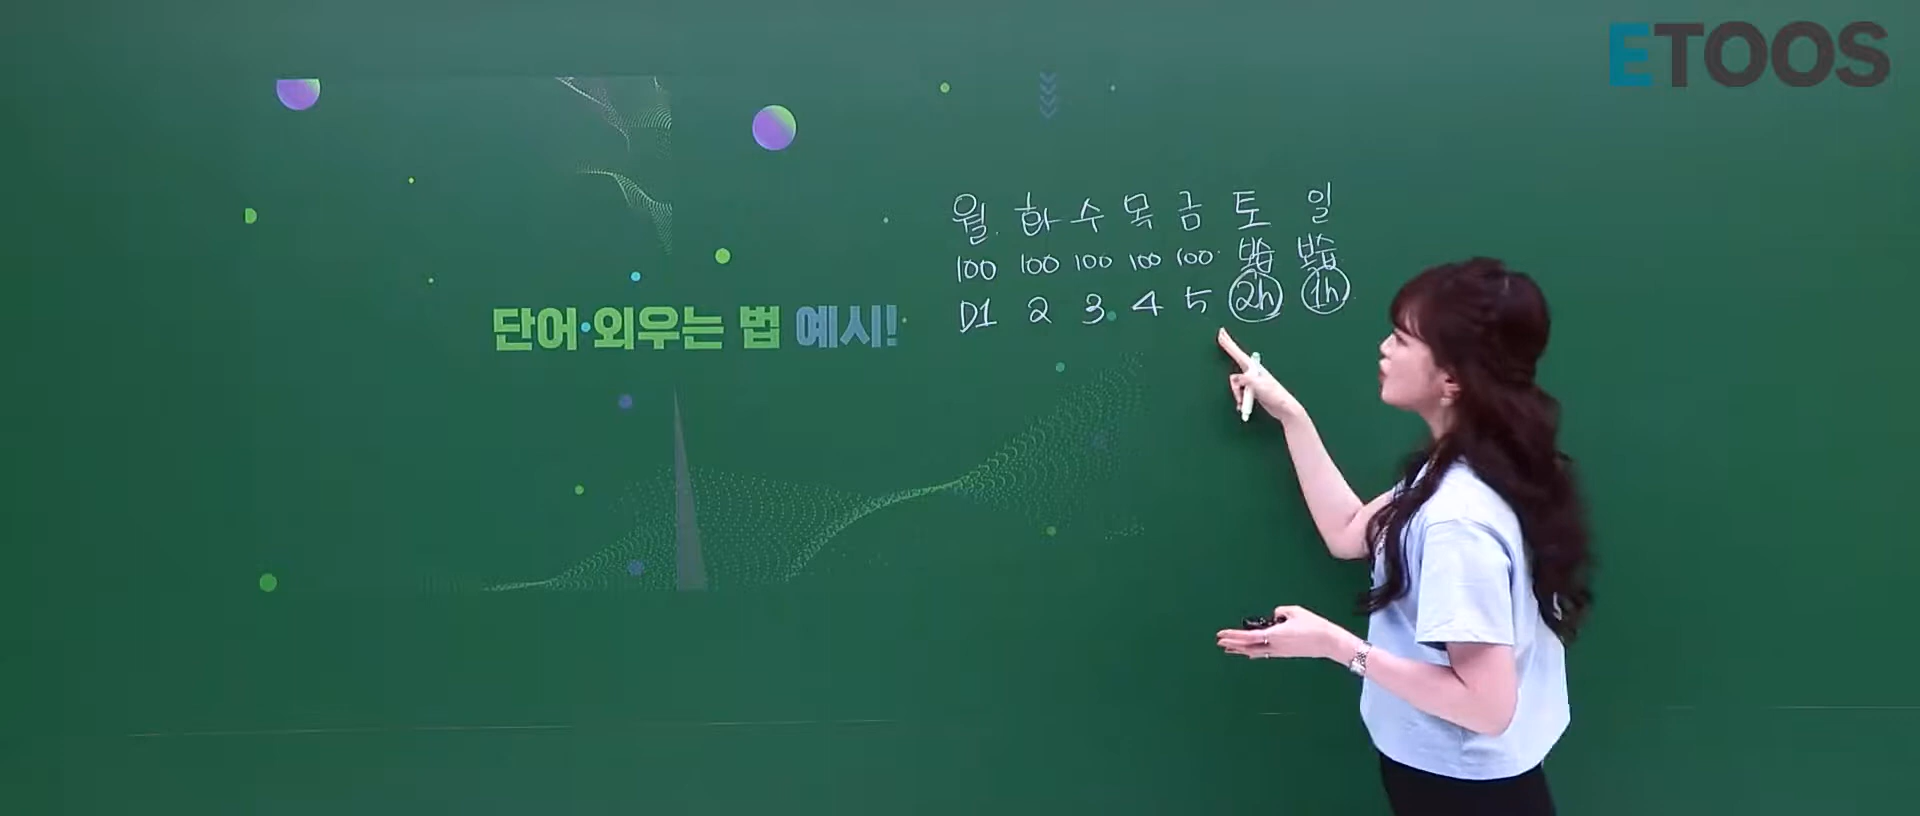 ETOOS
월 화 수 목 금 토 일
100 100 100 100 100 복습 복습
D1 2 3 4 5 2h 1h
단어 외우는 법 예시!